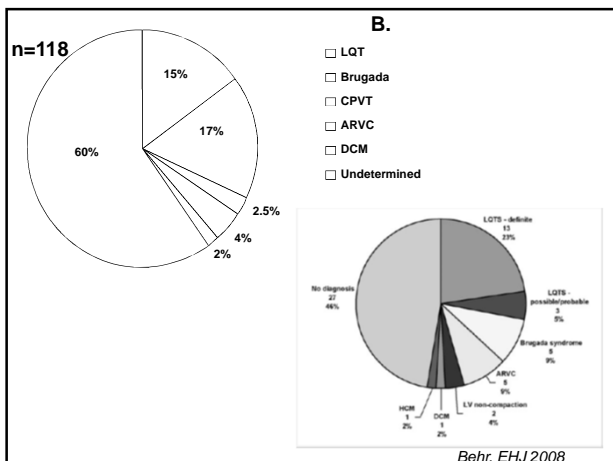 B.
n=118
LQT
Brugada
CPVT
ARVC
DCM
Undetermined
15%
17%
60%
2.5%
4%
2%
LQTS - definite
13
23%
LQTS -
possible/probable
3
5%
Brugada syndrome
5
9%
ARVC
5
9%
LV non-compaction
2
4%
DCM
1
2%
HCM
1
2%
No diagnosis
27
46%
Behr, EHJ 2008